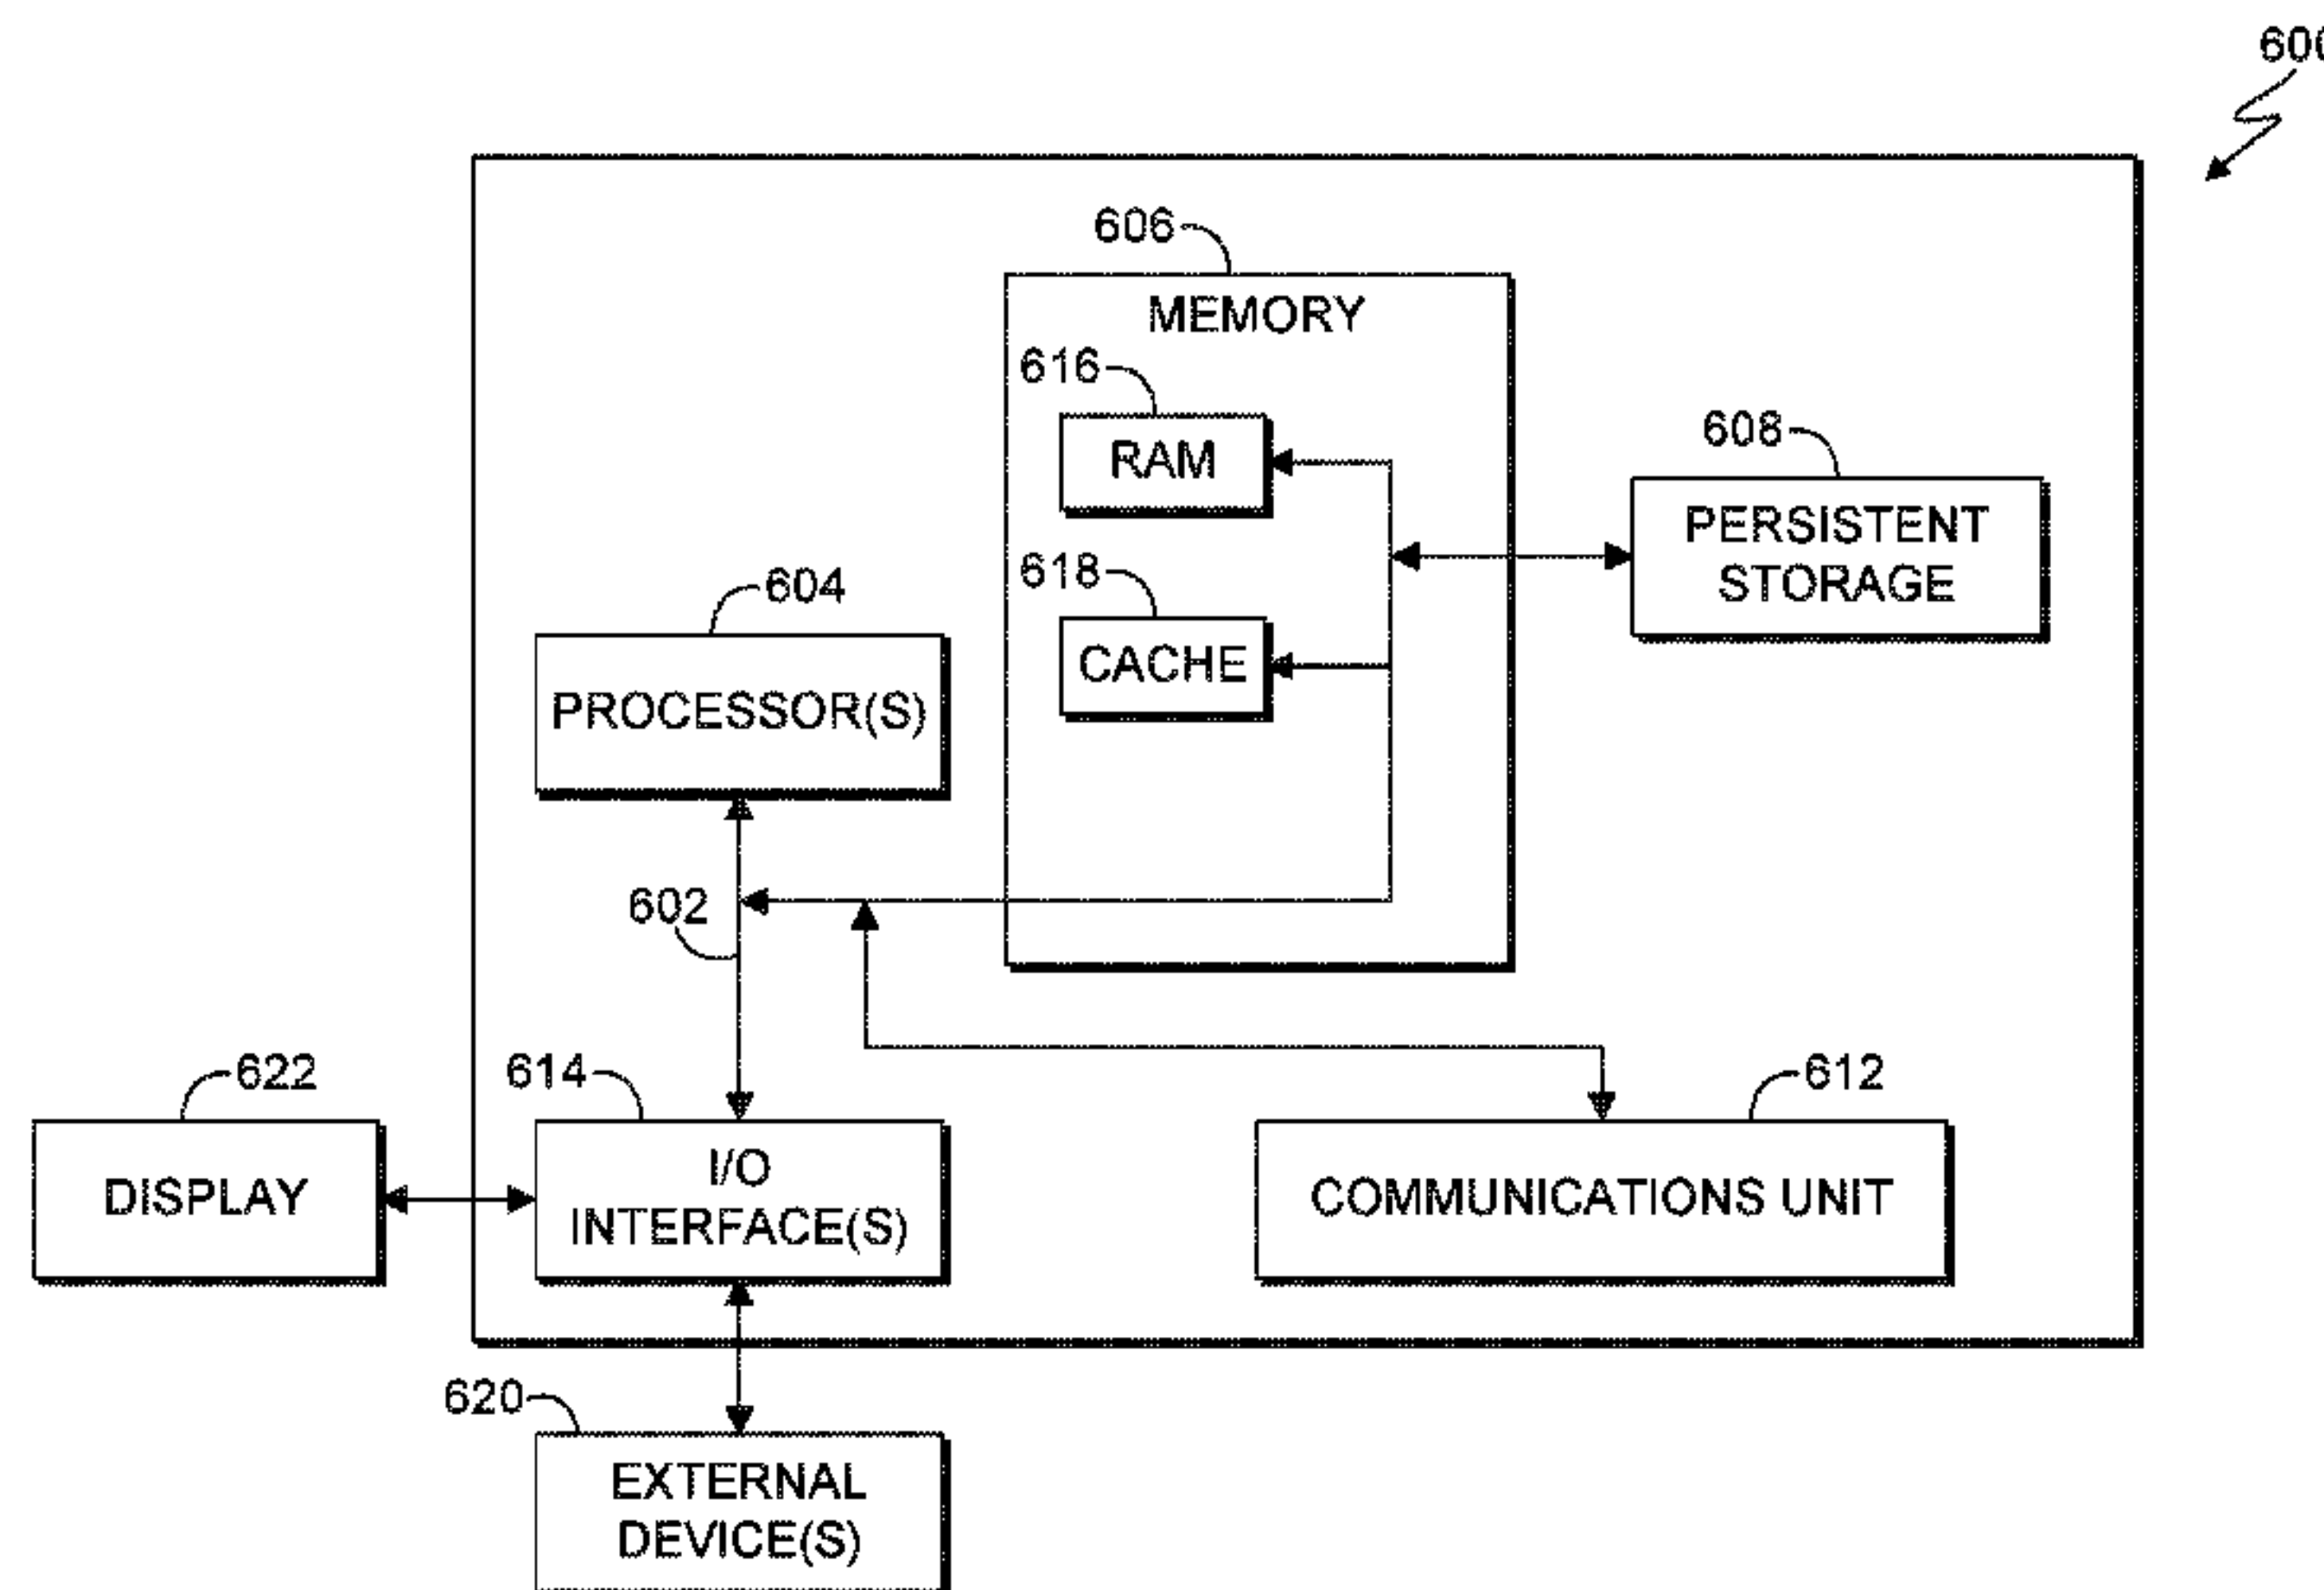 600
606
MEMORY
616
RAM
608
PERSISTENT
STORAGE
618
CACHE
604
PROCESSOR(S)
602
622
DISPLAY
614
I/O
INTERFACE(S)
612
COMMUNICATIONS UNIT
620
EXTERNAL
DEVICE(S)